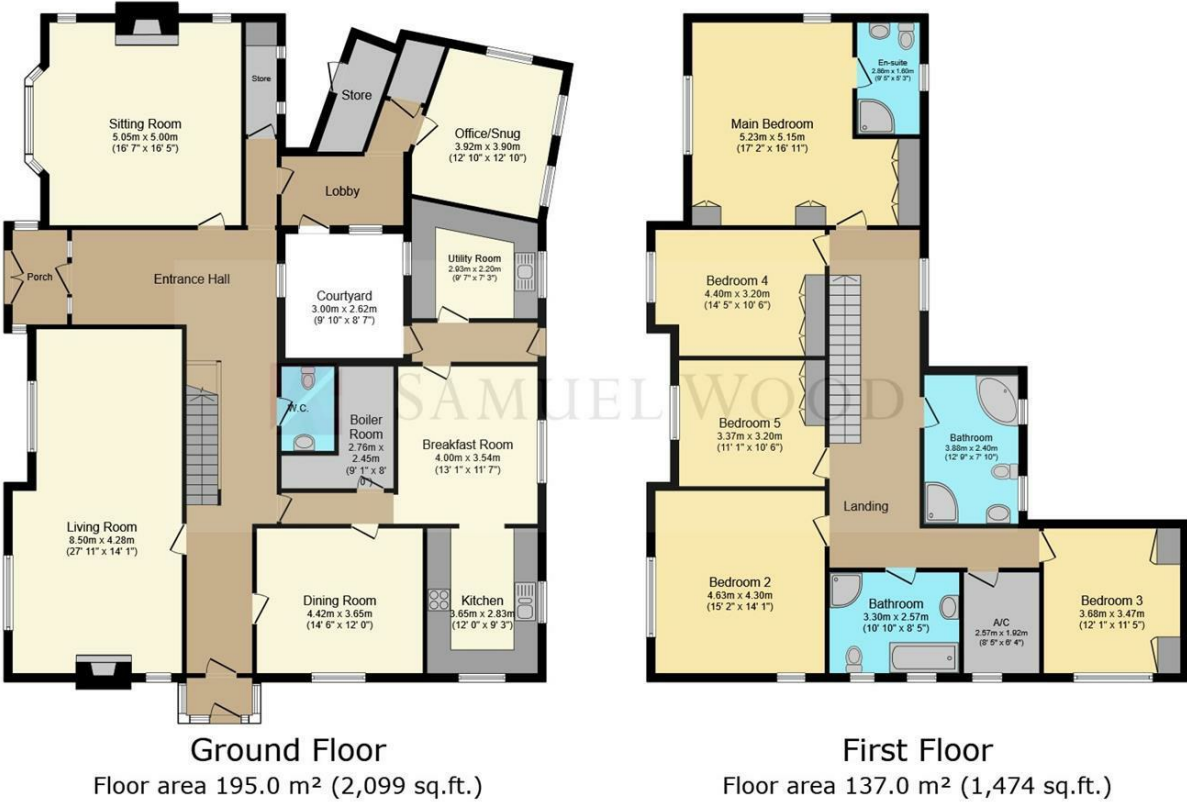 Sitting Room
5.05m x 5.00m
(16' 7" x 16' 5")
Store
Store
Office/Snug
3.92m x 3.90m
(12' 10" x 12' 10")
Lobby
Porch
Entrance Hall
Courtyard
3.00m x 2.62m
(9' 10" x 8' 7")
Utility Room
2.93m x 2.20m
(9' 7" x 7' 3")
W.C.
Boiler
Room
2.76m x
2.45m
(9' 1" x 8'
0")
Breakfast Room
4.00m x 3.54m
(13' 1" x 11' 7")
Living Room
8.50m x 4.28m
(27' 11" x 14' 1")
Dining Room
4.42m x 3.65m
(14' 6" x 12' 0")
Kitchen
3.65m x 2.83m
(12' 0" x 9' 3")
Ground Floor
Floor area 195.0 m² (2,099 sq.ft.)
SAMUEL WOOD
En-suite
2.86m x 1.60m
(9' 5" x 5' 3")
Main Bedroom
5.23m x 5.15m
(17' 2" x 16' 11")
Bedroom 4
4.40m x 3.20m
(14' 5" x 10' 6")
Bedroom 5
3.37m x 3.20m
(11' 1" x 10' 6")
Bathroom
3.88m x 2.40m
(12' 9" x 7' 10")
Landing
Bedroom 2
4.63m x 4.30m
(15' 2" x 14' 1")
Bathroom
3.30m x 2.57m
(10' 10" x 8' 5")
A/C
2.57m x 1.92m
(8' 5" x 6' 4")
Bedroom 3
3.68m x 3.47m
(12' 1" x 11' 5")
First Floor
Floor area 137.0 m² (1,474 sq.ft.)